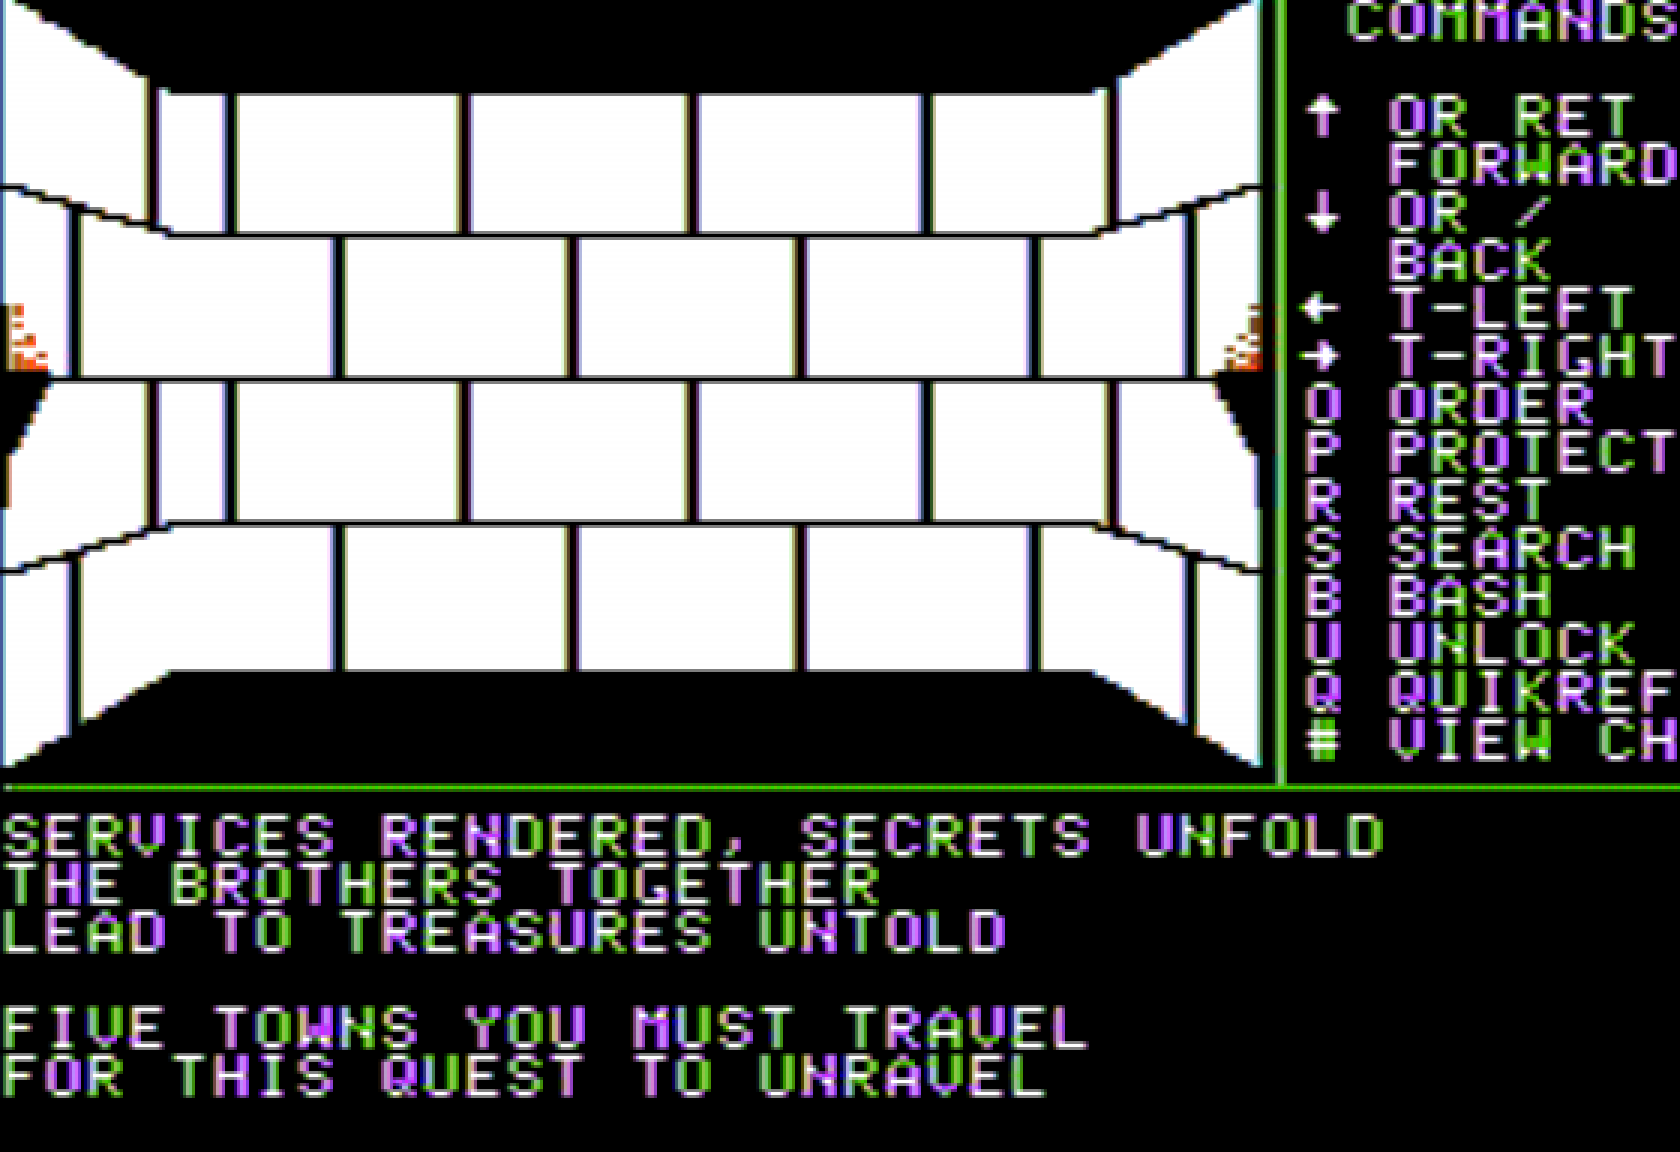 COMMANDS
↑ OR RET
FORWARD
↓ OR /
BACK
← T-LEFT
→ T-RIGHT
O ORDER
P PROTECT
R REST
S SEARCH
B BASH
U UNLOCK
Q QUIKREF
# VIEW CH
SERVICES RENDERED, SECRETS UNFOLD
THE BROTHERS TOGETHER
LEAD TO TREASURES UNTOLD
FIVE TOWNS YOU MUST TRAVEL
FOR THIS QUEST TO UNRAVEL